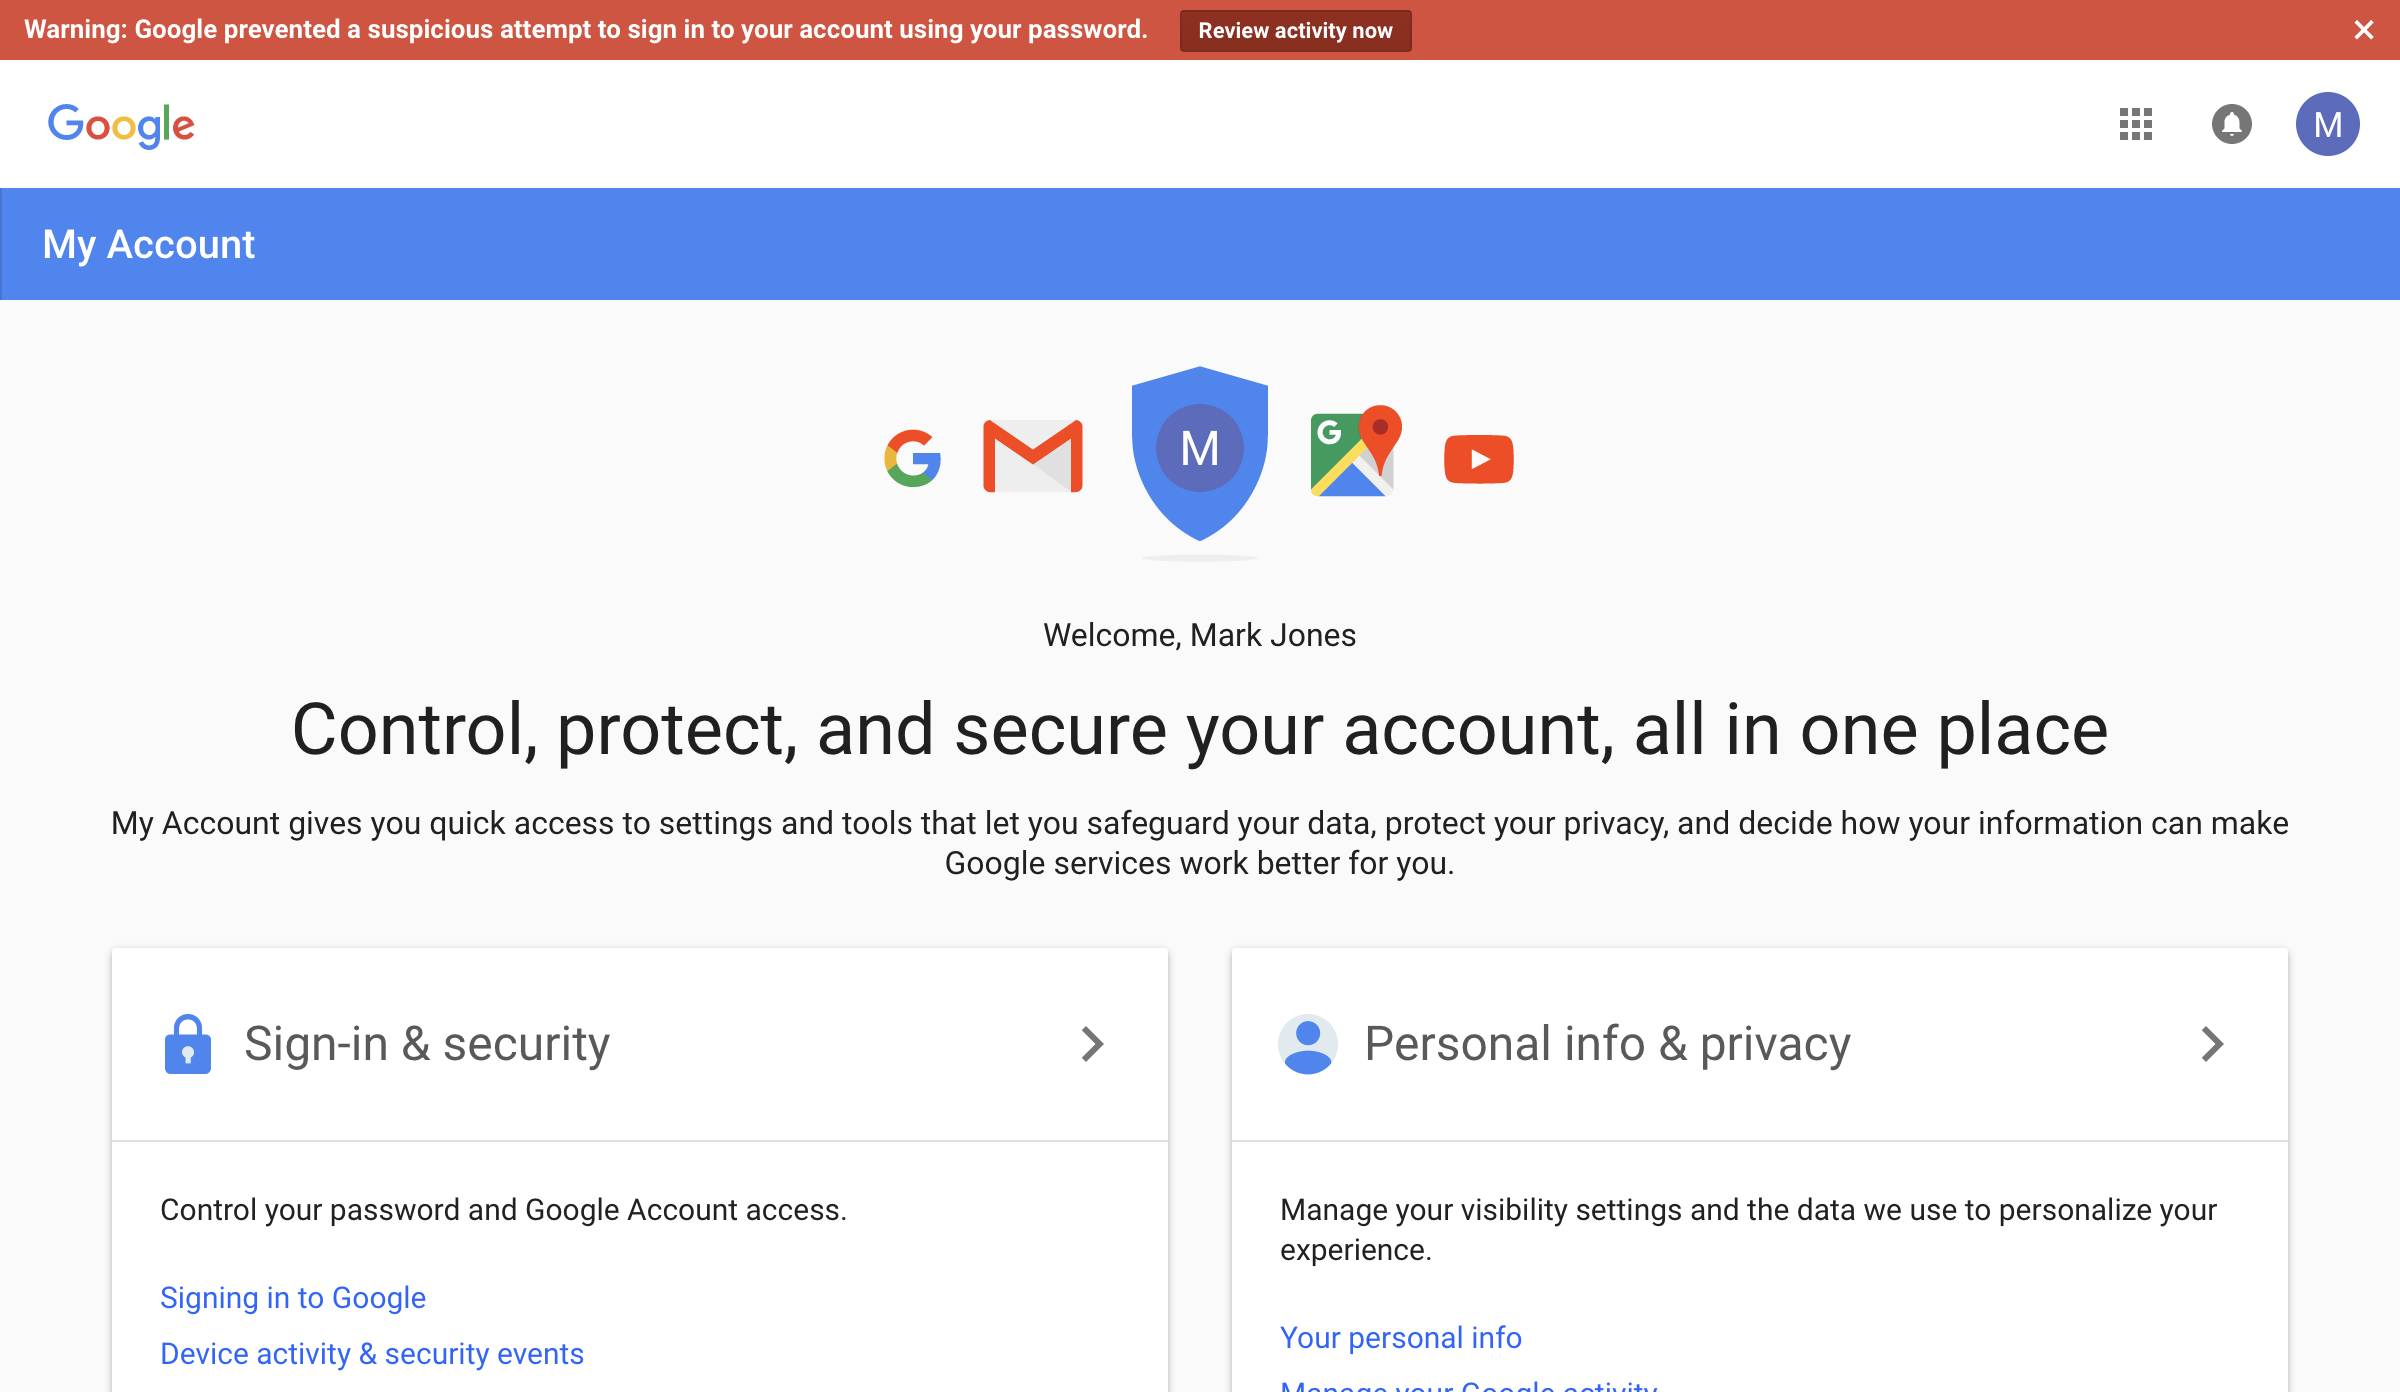 Warning: Google prevented a suspicious attempt to sign in to your account using your password.
Review activity now
Google
M
My Account
G
M
G
Welcome, Mark Jones
Control, protect, and secure your account, all in one place
My Account gives you quick access to settings and tools that let you safeguard your data, protect your privacy, and decide how your information can make
Google services work better for you.
Sign-in & security
Control your password and Google Account access.
Signing in to Google
Device activity & security events
Personal info & privacy
Manage your visibility settings and the data we use to personalize your
experience.
Your personal info
Manage your Google activity